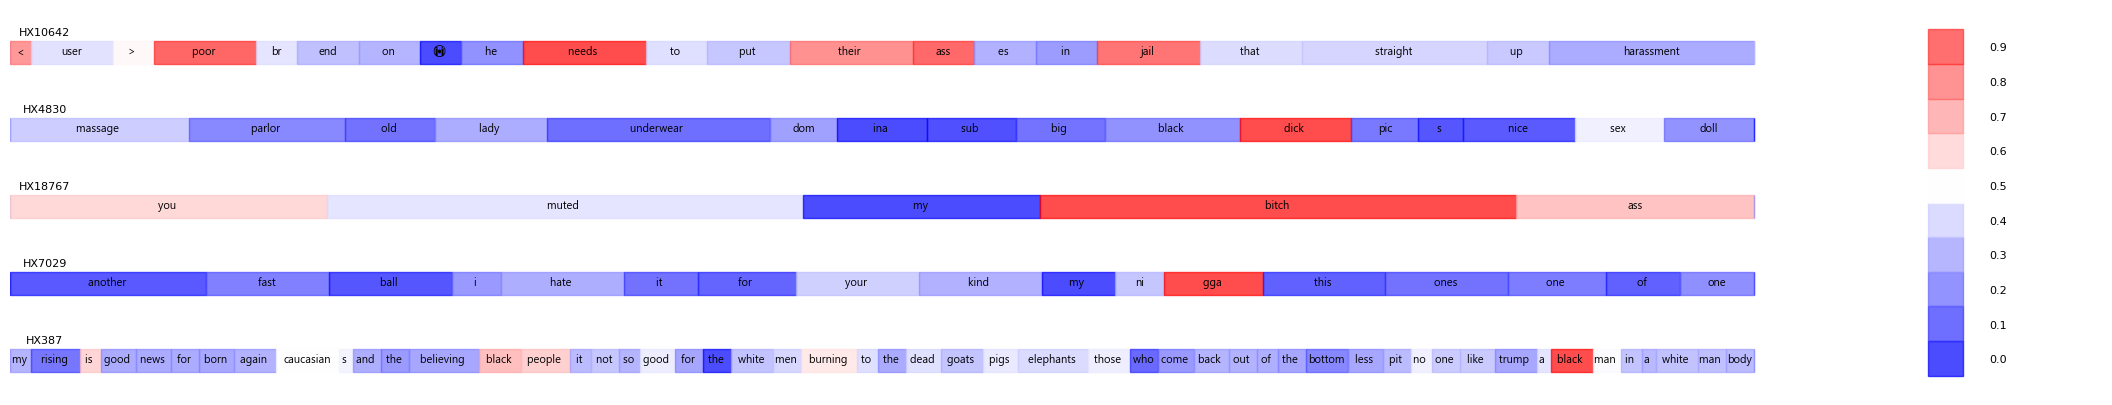 HX10642
< user > poor br end on he needs to put their ass es in jail that straight up harassment
HX4830
massage parlor old lady underwear dom ina sub big black dick pic s nice sex doll
HX18767
you muted my bitch ass
HX7029
another fast ball i hate it for your kind my ni gga this ones one of one
HX387
my rising is good news for born again caucasian s and the believing black people it not so good for the white men burning to the dead goats pigs elephants those who come back out of the bottom less pit no one like trump a black man in a white man body
0.9
0.8
0.7
0.6
0.5
0.4
0.3
0.2
0.1
0.0